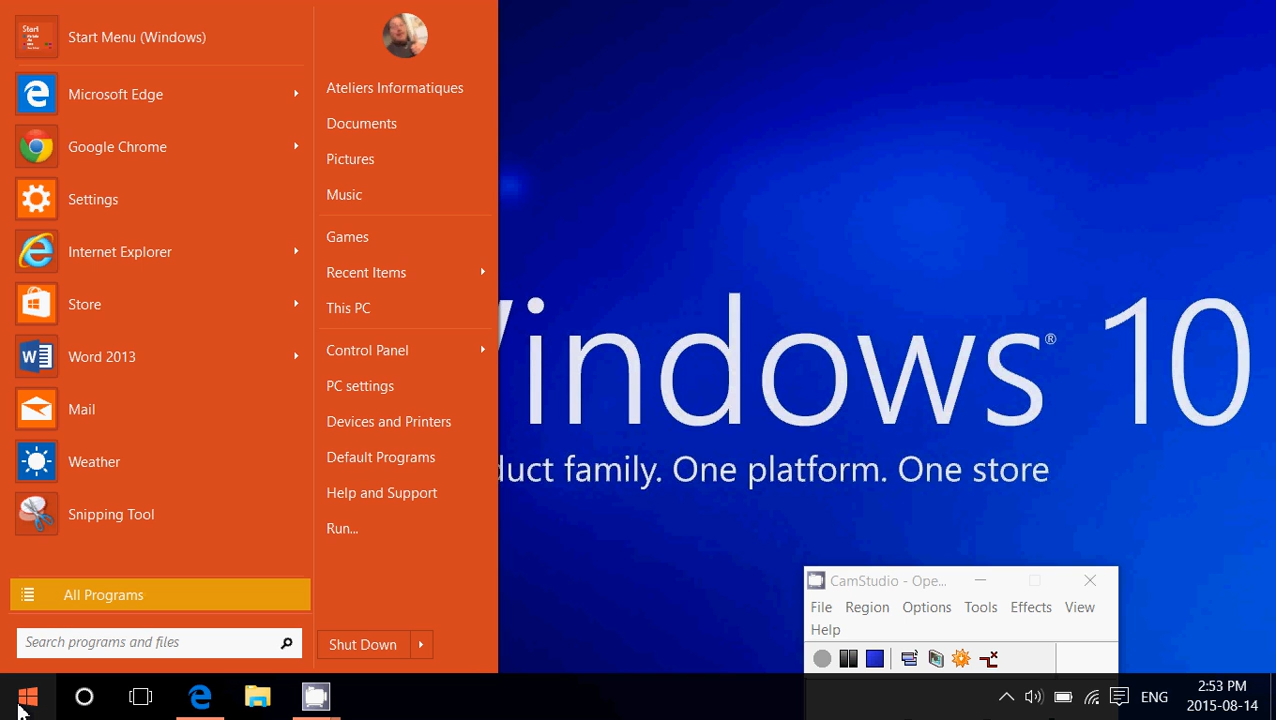 Start Menu (Windows)
Microsoft Edge
Google Chrome
Settings
Internet Explorer
Store
Word 2013
Mail
Weather
Snipping Tool
All Programs
Search programs and files
Ateliers Informatiques
Documents
Pictures
Music
Games
Recent Items
This PC
Control Panel
PC settings
Devices and Printers
Default Programs
Help and Support
Run...
Shut Down
indows® 10
duct family. One platform. One store
CamStudio - Ope...
File Region Options Tools Effects View
Help
ENG
2:53 PM
2015-08-14